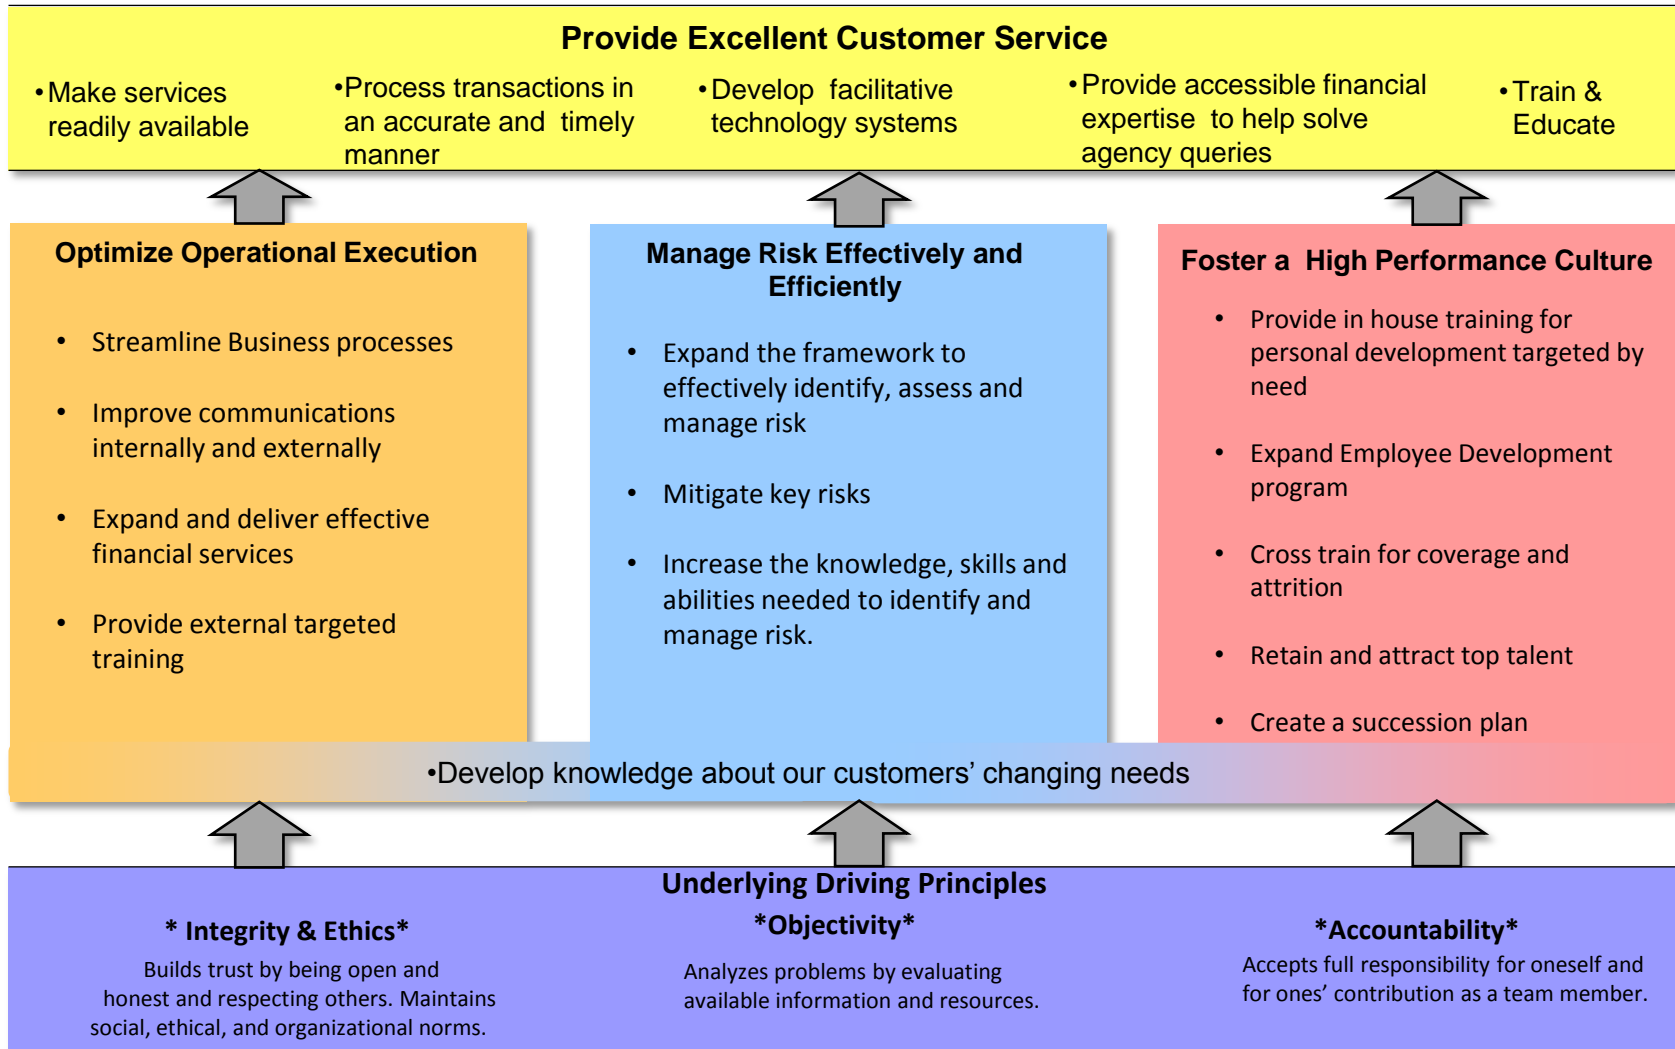 Provide Excellent Customer Service
•Make services
readily available
•Process transactions in
an accurate and timely
manner
•Develop facilitative
technology systems
•Provide accessible financial
expertise to help solve
agency queries
•Train &
Educate
Optimize Operational Execution
• Streamline Business processes
• Improve communications
internally and externally
• Expand and deliver effective
financial services
• Provide external targeted
training
Manage Risk Effectively and
Efficiently
• Expand the framework to
effectively identify, assess and
manage risk
• Mitigate key risks
• Increase the knowledge, skills and
abilities needed to identify and
manage risk.
Foster a High Performance Culture
• Provide in house training for
personal development targeted by
need
• Expand Employee Development
program
• Cross train for coverage and
attrition
• Retain and attract top talent
• Create a succession plan
•Develop knowledge about our customers’ changing needs
Underlying Driving Principles
* Integrity & Ethics*
Builds trust by being open and
honest and respecting others. Maintains
social, ethical, and organizational norms.
*Objectivity*
Analyzes problems by evaluating
available information and resources.
*Accountability*
Accepts full responsibility for oneself and
for ones’ contribution as a team member.